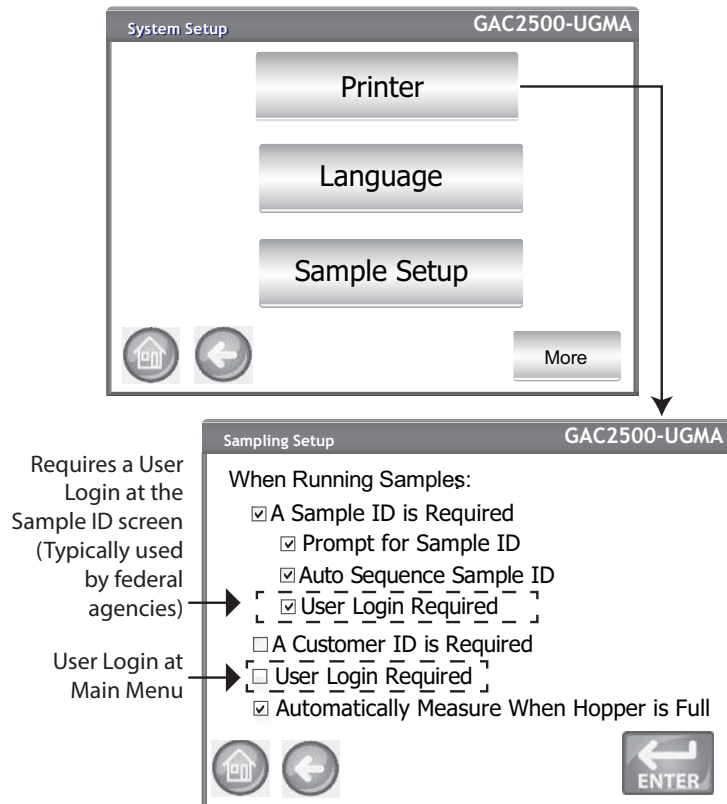 System Setup GAC2500-UGMA
Printer
Language
Sample Setup
More
Sampling Setup GAC2500-UGMA
When Running Samples:
A Sample ID is Required
Prompt for Sample ID
Auto Sequence Sample ID
User Login Required
A Customer ID is Required
User Login Required
Automatically Measure When Hopper is Full
ENTER
Requires a User
Login at the
Sample ID screen
(Typically used
by federal
agencies)
User Login at
Main Menu